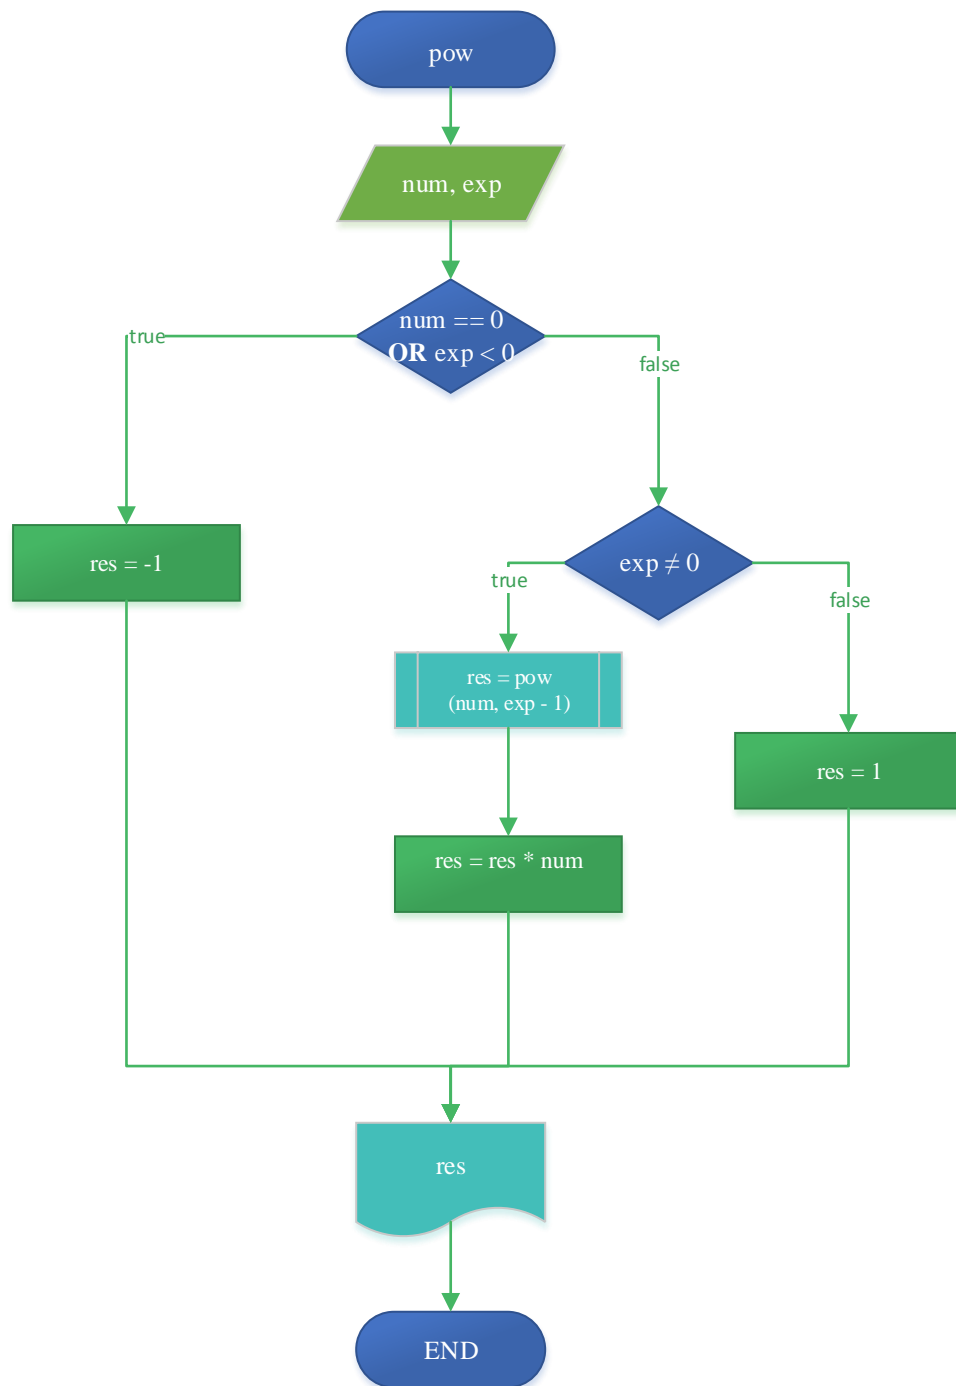 pow
num, exp
num == 0
OR exp < 0
true
false
res = -1
exp ≠ 0
true
false
res = pow
(num, exp - 1)
res = 1
res = res * num
res
END